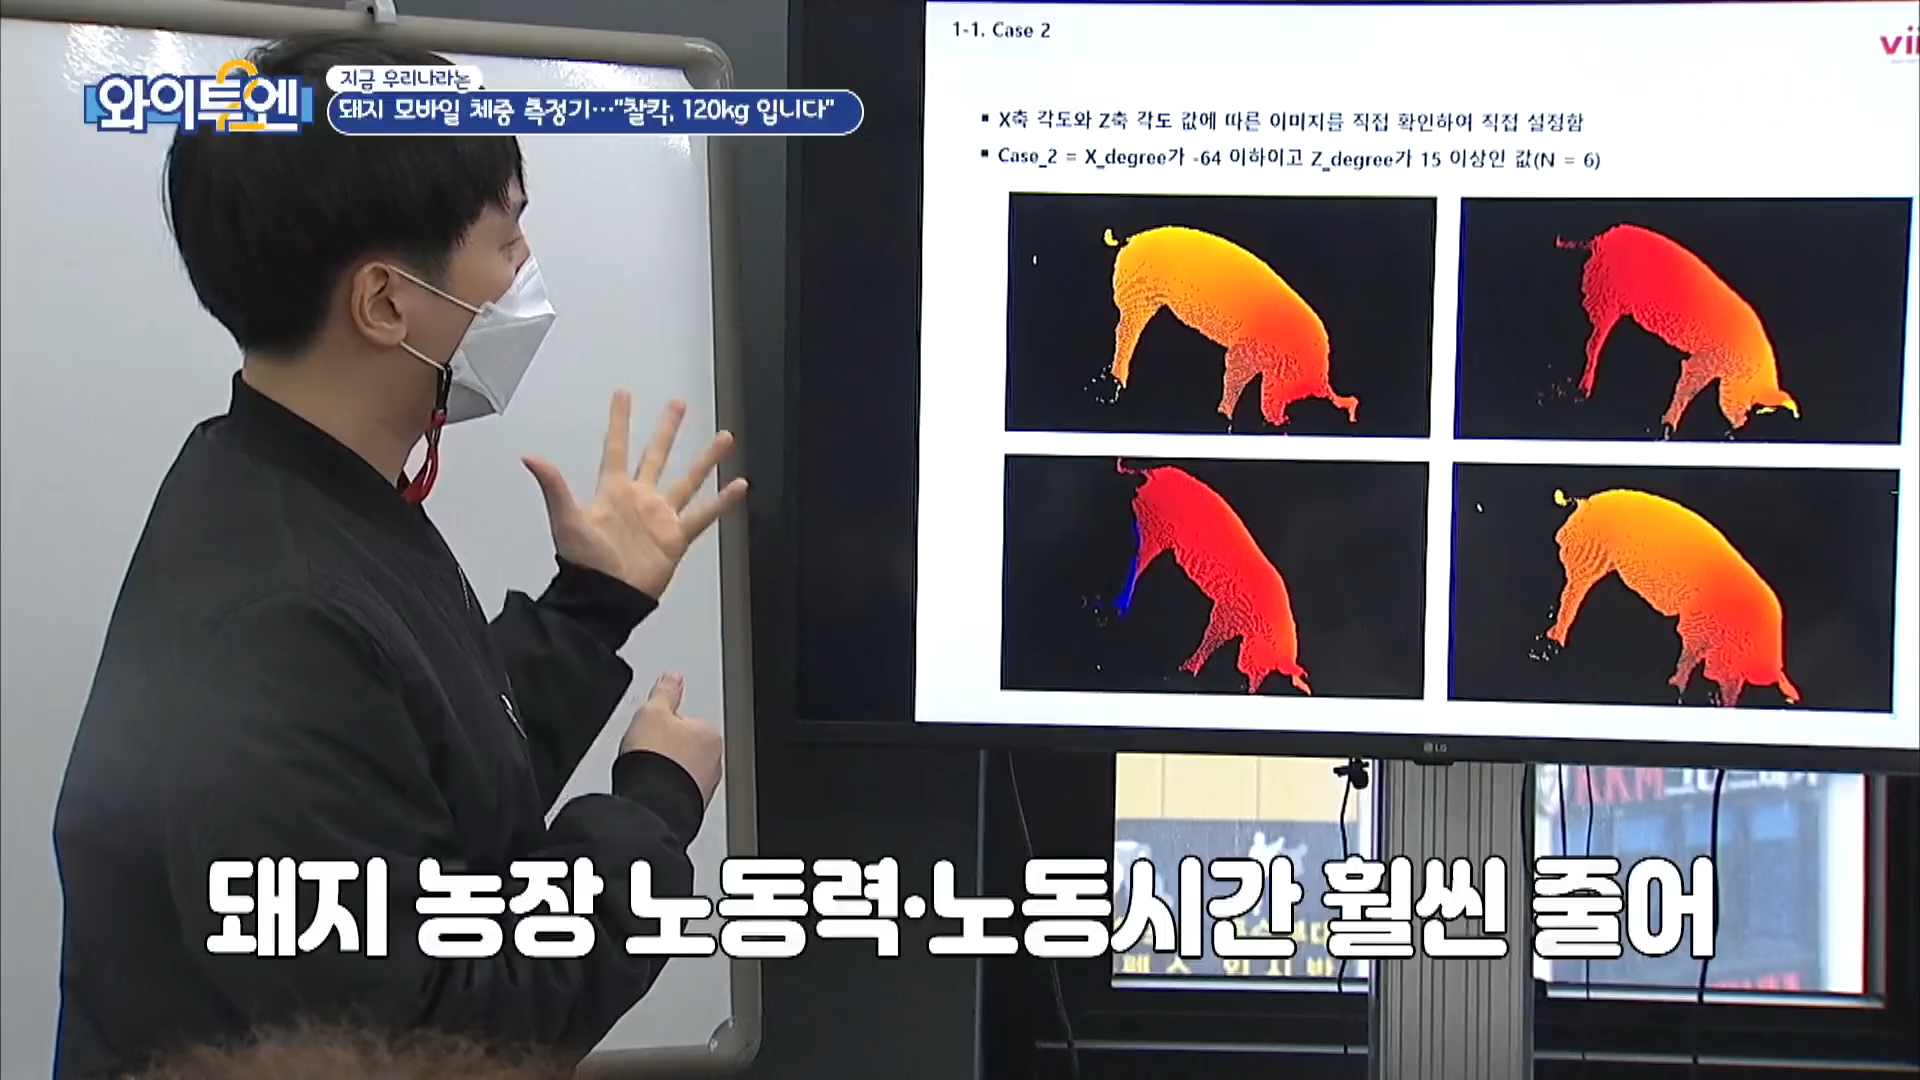 와이투엔
2
지금 우리나라는
돼지 모바일 체중 측정기…"찰칵, 120kg 입니다"
1-1. Case 2
vii
▪ X축 각도와 Z축 각도 값에 따른 이미지를 직접 확인하여 직접 설정함
▪ Case_2 = X_degree가 -64 이하이고 Z_degree가 15 이상인 값(N = 6)
LG
KKM
돼지 농장 노동력·노동시간 훨씬 줄어